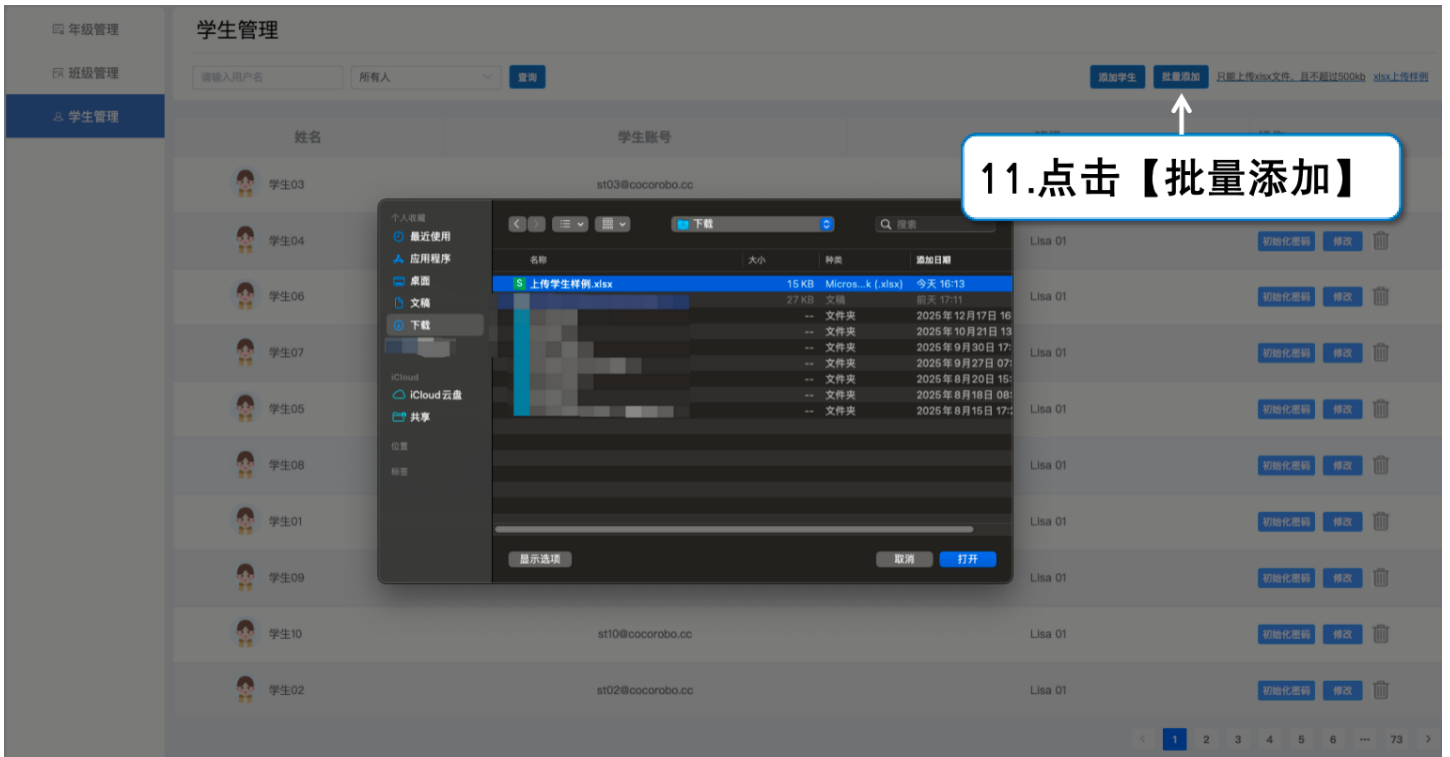 年级管理
学生管理
班级管理
请输入用户名
所有人
查询
添加学生
批量添加
只能上传xlsx文件，且不超过500kb
xlsx上传样例
学生管理
姓名
学生账号
11.点击【批量添加】
学生03
st03@cocorobo.cc
个人收藏
下载
搜索
最近使用
学生04
Lisa 01
初始化密码
修改
应用程序
名称
大小
种类
添加日期
桌面
上传学生样例.xlsx
15 KB
Micros...k (.xlsx)
今天 16:13
学生06
文稿
27 KB
文稿
前天 17:11
Lisa 01
初始化密码
修改
-- 文件夹 2025年12月17日 16
下载
-- 文件夹 2025年10月21日 13
-- 文件夹 2025年9月30日 17:
学生07
Lisa 01
初始化密码
修改
-- 文件夹 2025年9月27日 07:
iCloud
-- 文件夹 2025年8月20日 15:
iCloud云盘
-- 文件夹 2025年8月18日 08:
学生05
共享
-- 文件夹 2025年8月15日 17:2
Lisa 01
初始化密码
修改
位置
学生08
标签
Lisa 01
初始化密码
修改
学生01
Lisa 01
初始化密码
修改
显示选项
取消
打开
学生09
Lisa 01
初始化密码
修改
学生10
st10@cocorobo.cc
Lisa 01
初始化密码
修改
学生02
st02@cocorobo.cc
Lisa 01
初始化密码
修改
1 2 3 4 5 6 ··· 73